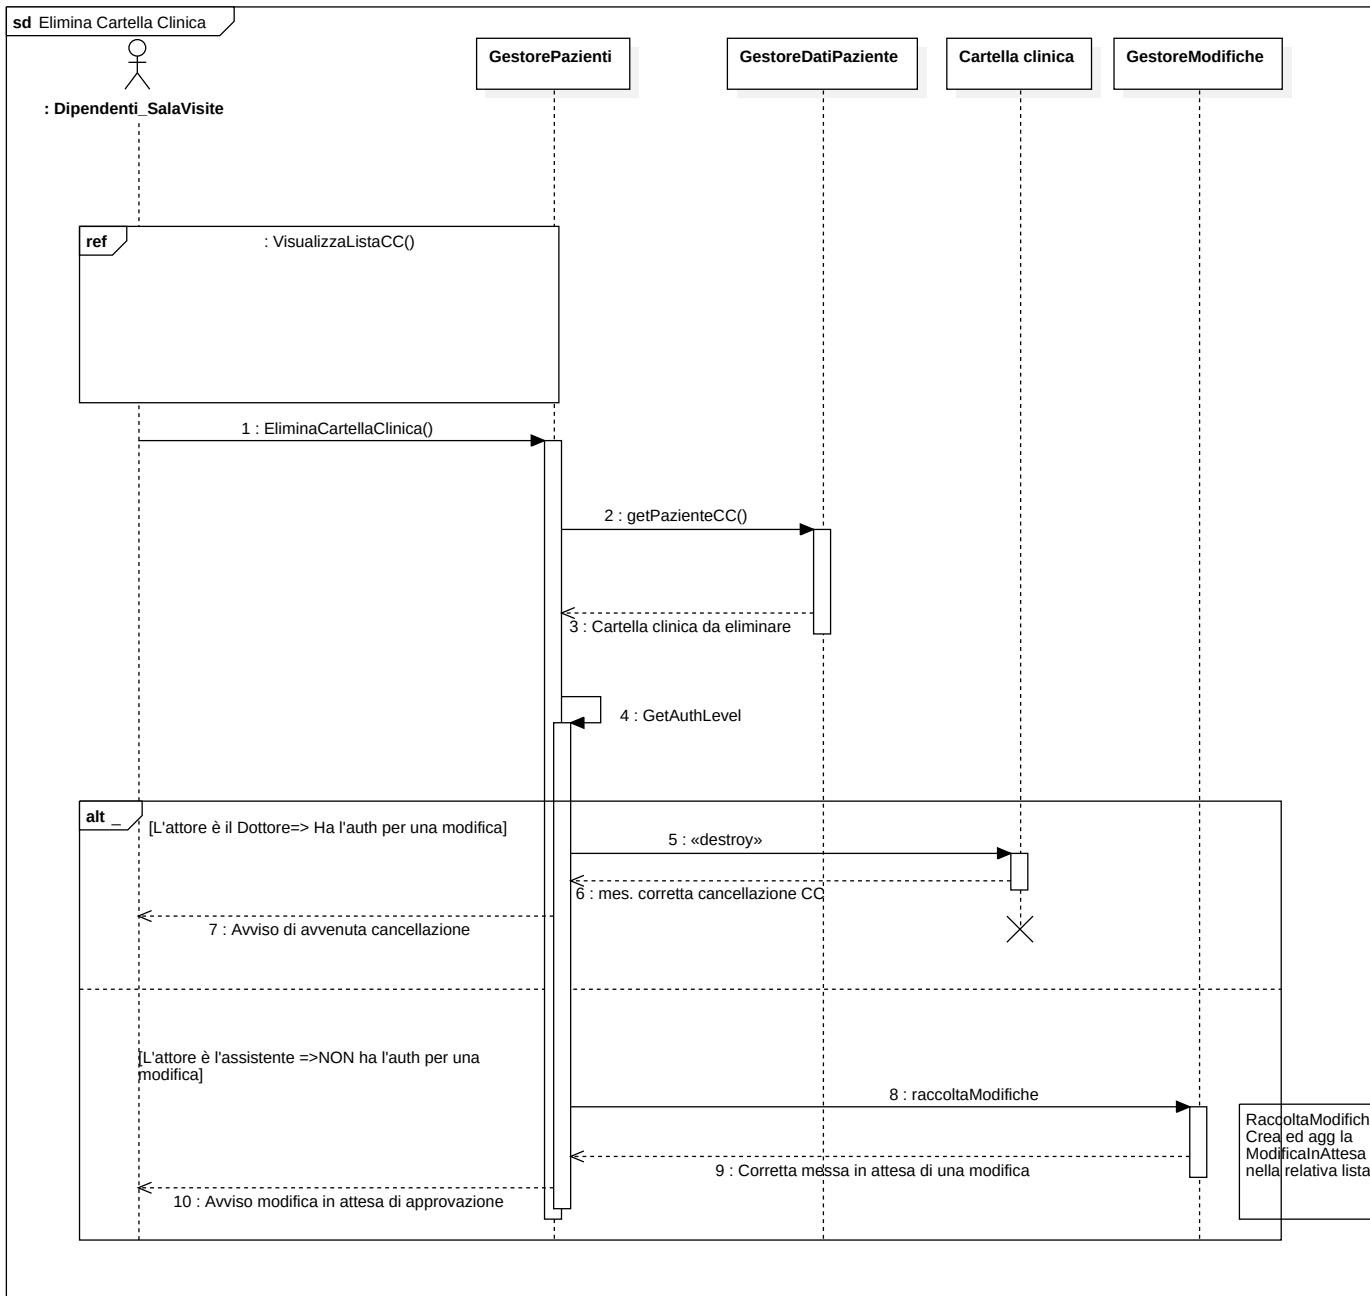 sd Elimina Cartella Clinica
GestorePazienti
GestoreDatiPaziente
Cartella clinica
GestoreModifiche
: Dipendenti_SalaVisite
ref
: VisualizzaListaCC()
1 : EliminaCartellaClinica()
2 : getPazienteCC()
3 : Cartella clinica da eliminare
4 : GetAuthLevel
alt _
[L'attore è il Dottore=> Ha l'auth per una modifica]
5 : «destroy»
6 : mes. corretta cancellazione CC
7 : Avviso di avvenuta cancellazione
[L'attore è l'assistente =>NON ha l'auth per una
modifica]
8 : raccoltaModifiche
RaccoltaModifich
Crea ed agg la
ModificaInAttesa
nella relativa lista
9 : Corretta messa in attesa di una modifica
10 : Avviso modifica in attesa di approvazione